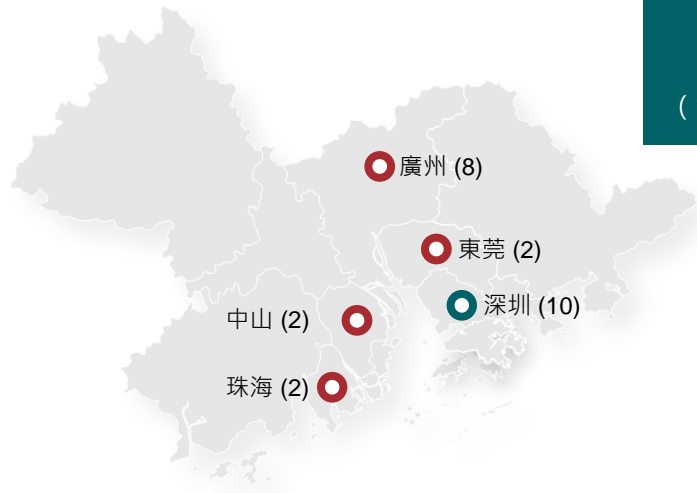 (
廣州 (8)
東莞 (2)
深圳 (10)
中山 (2)
珠海 (2)